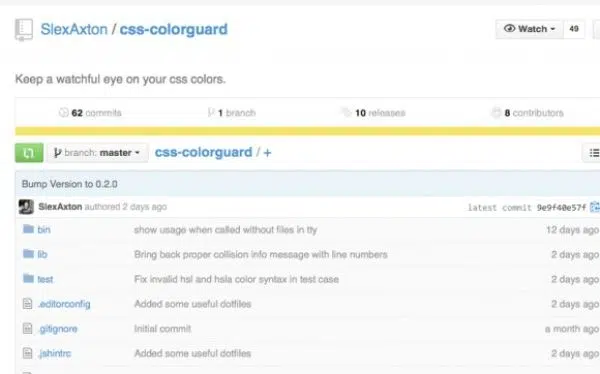 SlexAxton / css-colorguard
Watch 49
Keep a watchful eye on your css colors.
62 commits 1 branch 10 releases 8 contributors
branch: master css-colorguard / +
Bump Version to 0.2.0
SlexAxton authored 2 days ago latest commit 9e9f40e57f
bin show usage when called without files in tty 12 days ago
lib Bring back proper collision info message with line numbers 2 days ago
test Fix invalid hsl and hsla color syntax in test case 2 days ago
.editorconfig Added some useful dotfiles 2 days ago
.gitignore Initial commit a month ago
.jshintrc Added some useful dotfiles 2 days ago